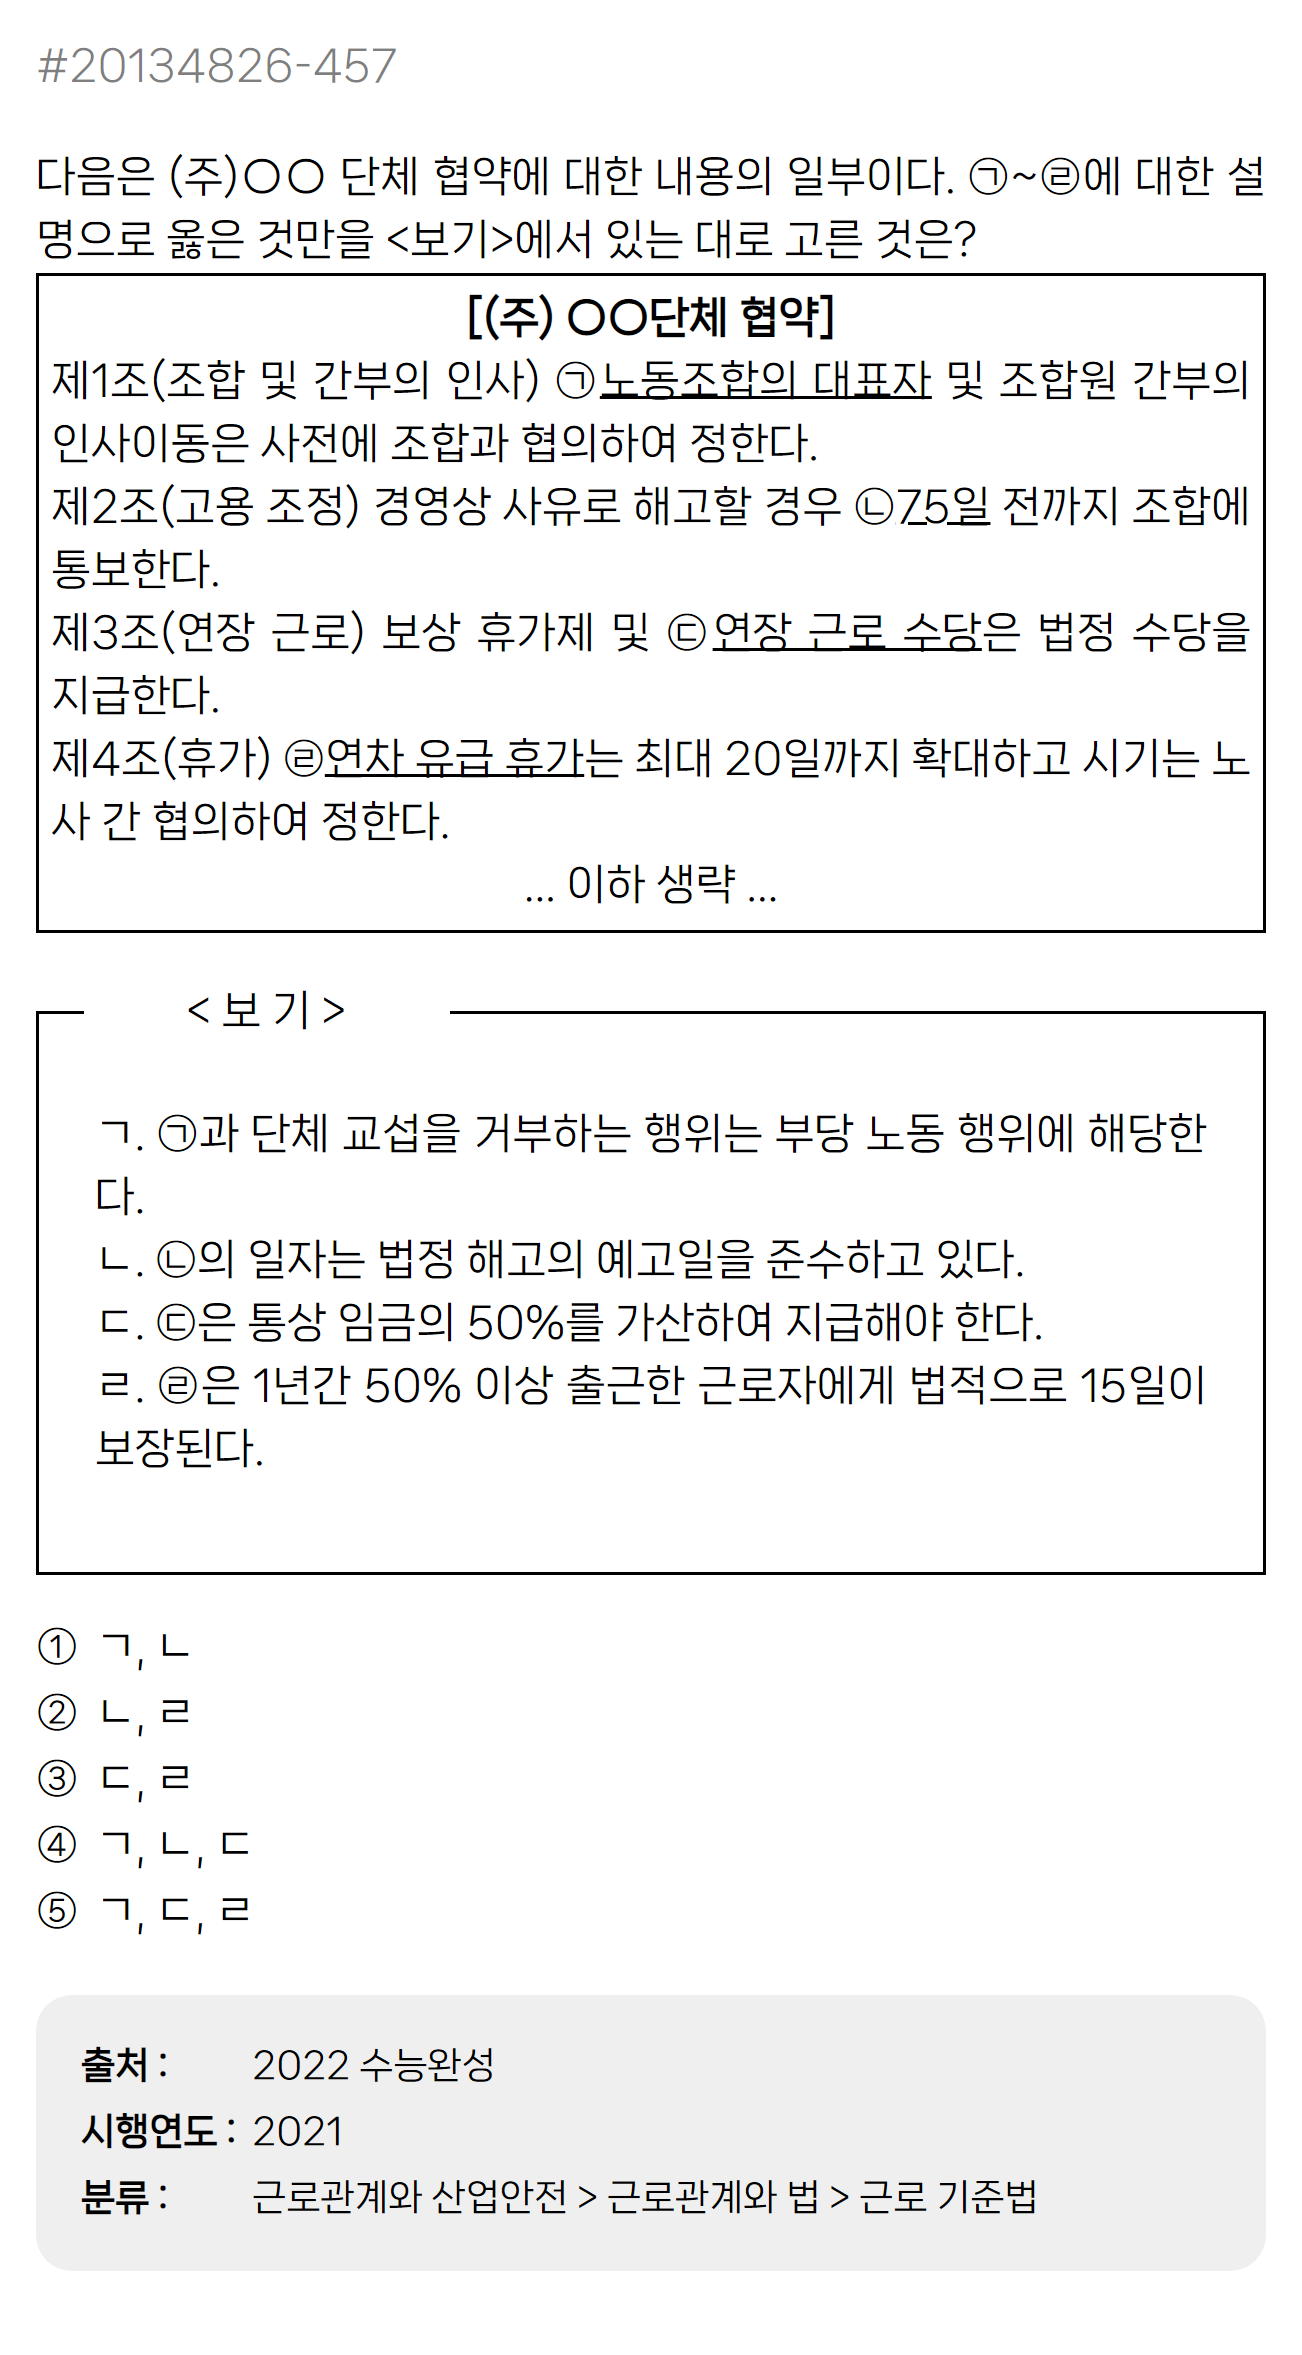 #20134826-457
다음은 (주)〇〇 단체 협약에 대한 내용의 일부이다. ㉠~㉣에 대한 설
명으로 옳은 것만을 <보기>에서 있는 대로 고른 것은?
[(주) 〇〇단체 협약]
제1조(조합 및 간부의 인사) ㉠노동조합의 대표자 및 조합원 간부의
인사이동은 사전에 조합과 협의하여 정한다.
제2조(고용 조정) 경영상 사유로 해고할 경우 ㉡75일 전까지 조합에
통보한다.
제3조(연장 근로) 보상 휴가제 및 ㉢연장 근로 수당은 법정 수당을
지급한다.
제4조(휴가) ㉣연차 유급 휴가는 최대 20일까지 확대하고 시기는 노
사 간 협의하여 정한다.
... 이하 생략 ...
< 보 기 >
ㄱ. ㉠과 단체 교섭을 거부하는 행위는 부당 노동 행위에 해당한
다.
ㄴ. ㉡의 일자는 법정 해고의 예고일을 준수하고 있다.
ㄷ. ㉢은 통상 임금의 50%를 가산하여 지급해야 한다.
ㄹ. ㉣은 1년간 50% 이상 출근한 근로자에게 법적으로 15일이
보장된다.
① ㄱ, ㄴ
② ㄴ, ㄹ
③ ㄷ, ㄹ
④ ㄱ, ㄴ, ㄷ
⑤ ㄱ, ㄷ, ㄹ
출처 : 2022 수능완성
시행연도 : 2021
분류 : 근로관계와 산업안전 > 근로관계와 법 > 근로 기준법